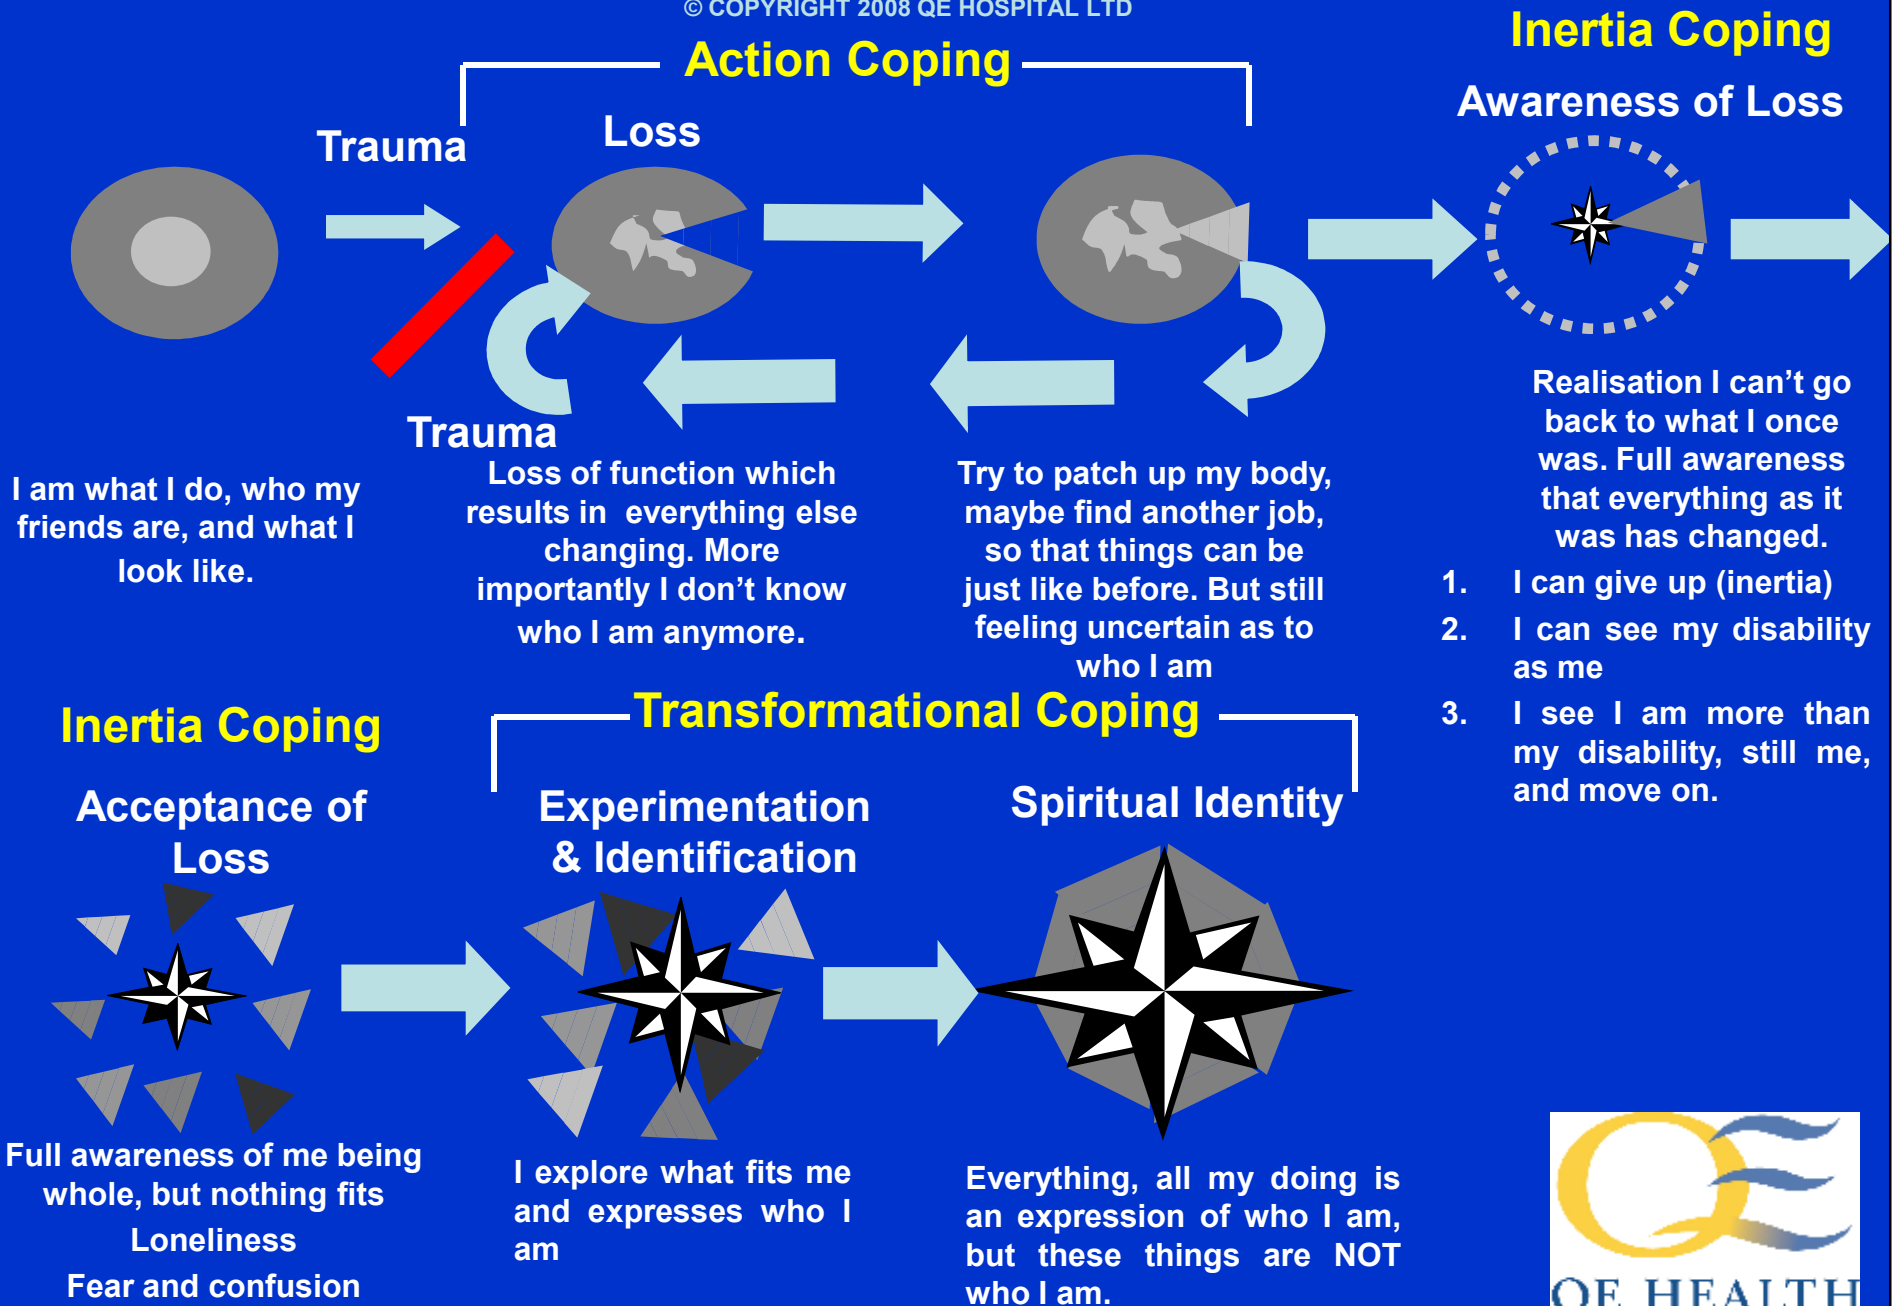 © COPYRIGHT 2008 QE HOSPITAL LTD
Action Coping
Inertia Coping
Awareness of Loss
Trauma
Loss
Trauma
I am what I do, who my
friends are, and what I
look like.
Loss of function which
results in everything else
changing. More
importantly I don’t know
who I am anymore.
Try to patch up my body,
maybe find another job,
so that things can be
just like before. But still
feeling uncertain as to
who I am
Realisation I can’t go
back to what I once
was. Full awareness
that everything as it
was has changed.
1. I can give up (inertia)
2. I can see my disability
as me
3. I see I am more than
my disability, still me,
and move on.
Inertia Coping
Transformational Coping
Acceptance of
Loss
Experimentation
& Identification
Spiritual Identity
Full awareness of me being
whole, but nothing fits
Loneliness
Fear and confusion
I explore what fits me
and expresses who I
am
Everything, all my doing is
an expression of who I am,
but these things are NOT
who I am.
QE
QE HEALTH